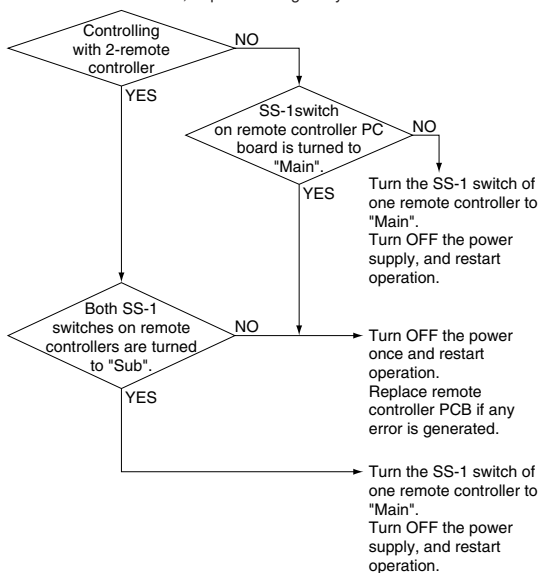 Controlling
with 2-remote
controller
NO
YES
SS-1switch
on remote controller PC
board is turned to
"Main".
NO
YES
Turn the SS-1 switch of
one remote controller to
"Main".
Turn OFF the power
supply, and restart
operation.
Both SS-1
switches on remote
controllers are turned
to "Sub".
NO
YES
Turn OFF the power
once and restart
operation.
Replace remote
controller PCB if any
error is generated.
Turn the SS-1 switch of
one remote controller to
"Main".
Turn OFF the power
supply, and restart
operation.